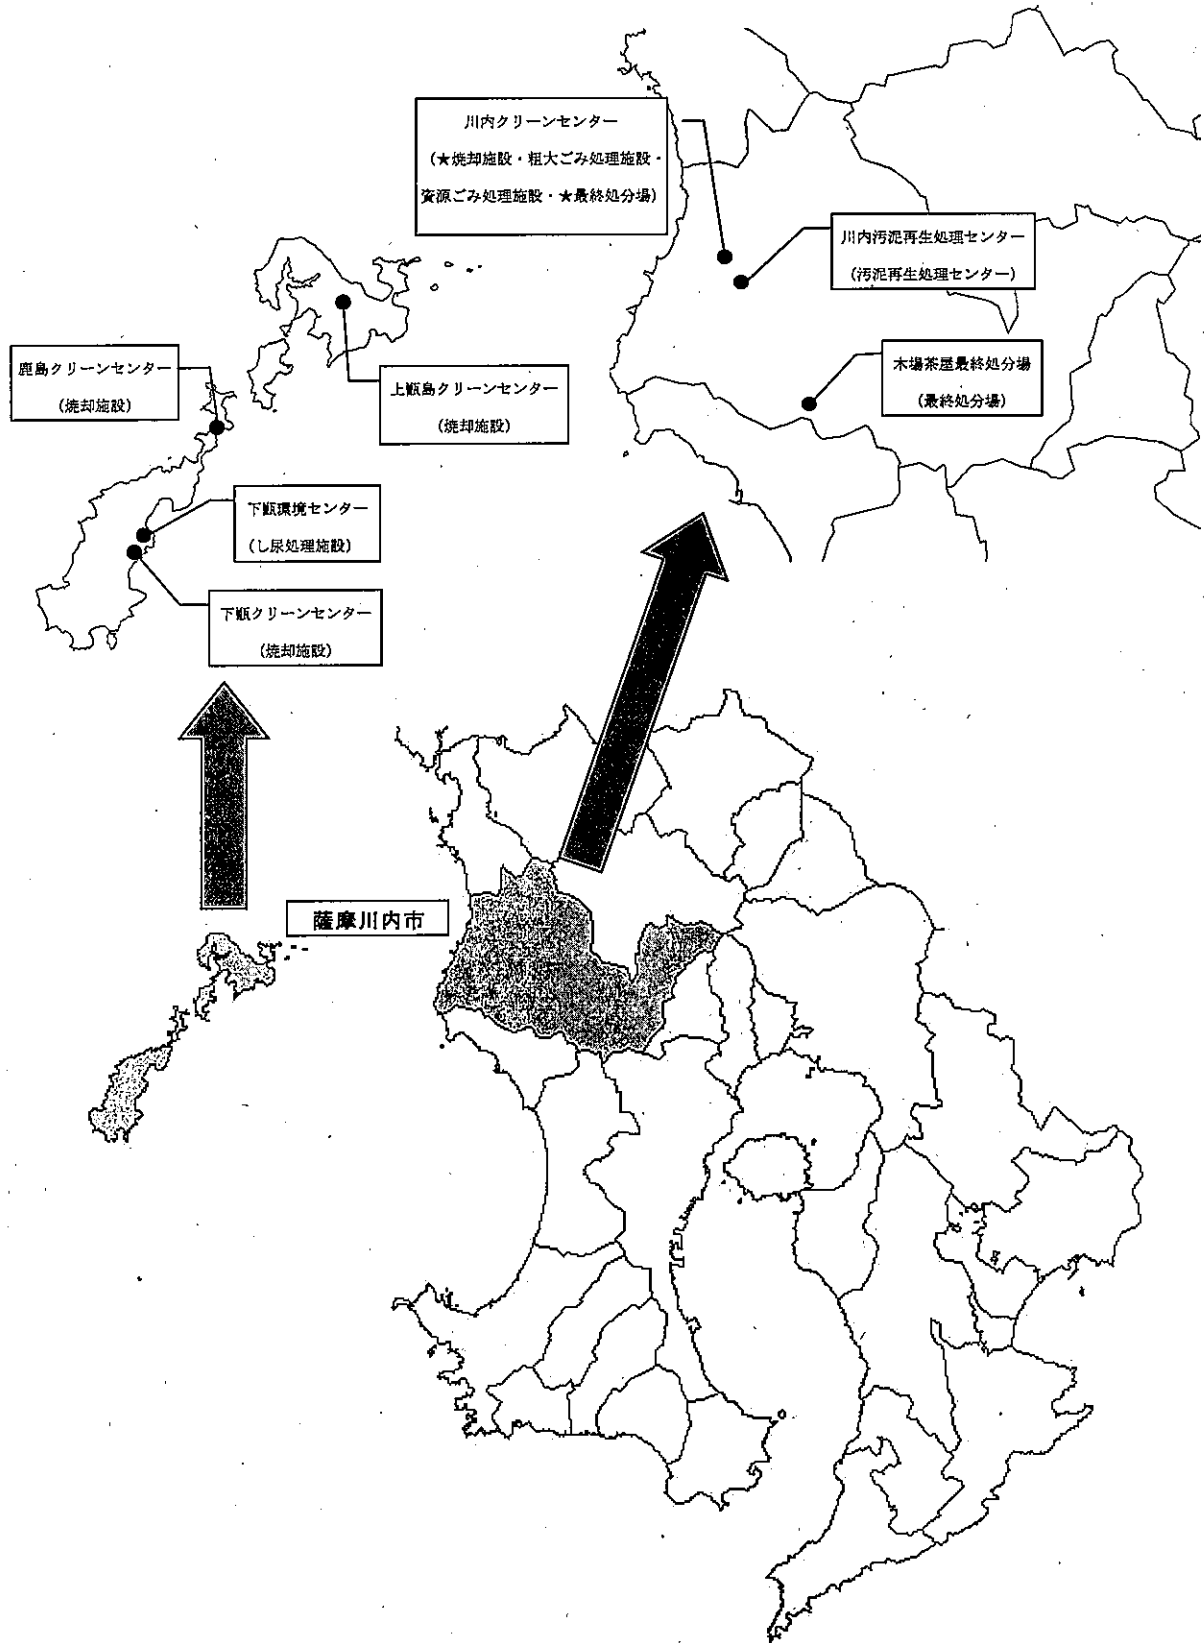 川内クリーンセンター
(★焼却施設・粗大ごみ処理施設・
資源ごみ処理施設・★最終処分場)
川内汚泥再生処理センター
(汚泥再生処理センター)
木場茶屋最終処分場
(最終処分場)
鹿島クリーンセンター
(焼却施設)
上甑島クリーンセンター
(焼却施設)
下甑環境センター
(し尿処理施設)
下甑クリーンセンター
(焼却施設)
薩摩川内市